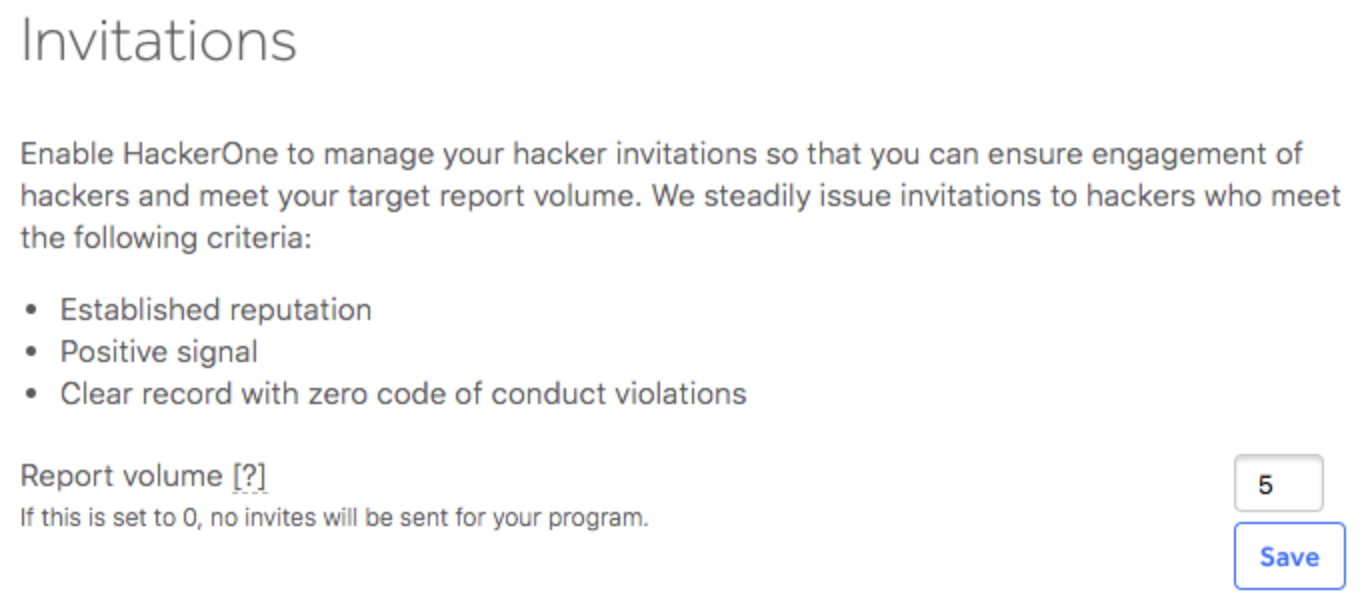 Invitations
Enable HackerOne to manage your hacker invitations so that you can ensure engagement of
hackers and meet your target report volume. We steadily issue invitations to hackers who meet
the following criteria:
• Established reputation
• Positive signal
• Clear record with zero code of conduct violations
Report volume [?]
5
If this is set to 0, no invites will be sent for your program.
Save